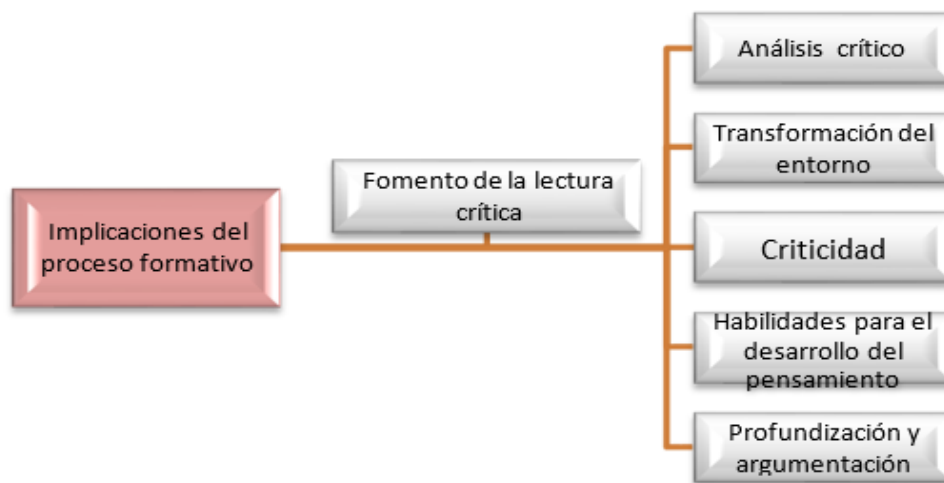 Implicaciones del
proceso formativo
Fomento de la lectura
crítica
Análisis crítico
Transformación del
entorno
Criticidad
Habilidades para el
desarrollo del
pensamiento
Profundización y
argumentación